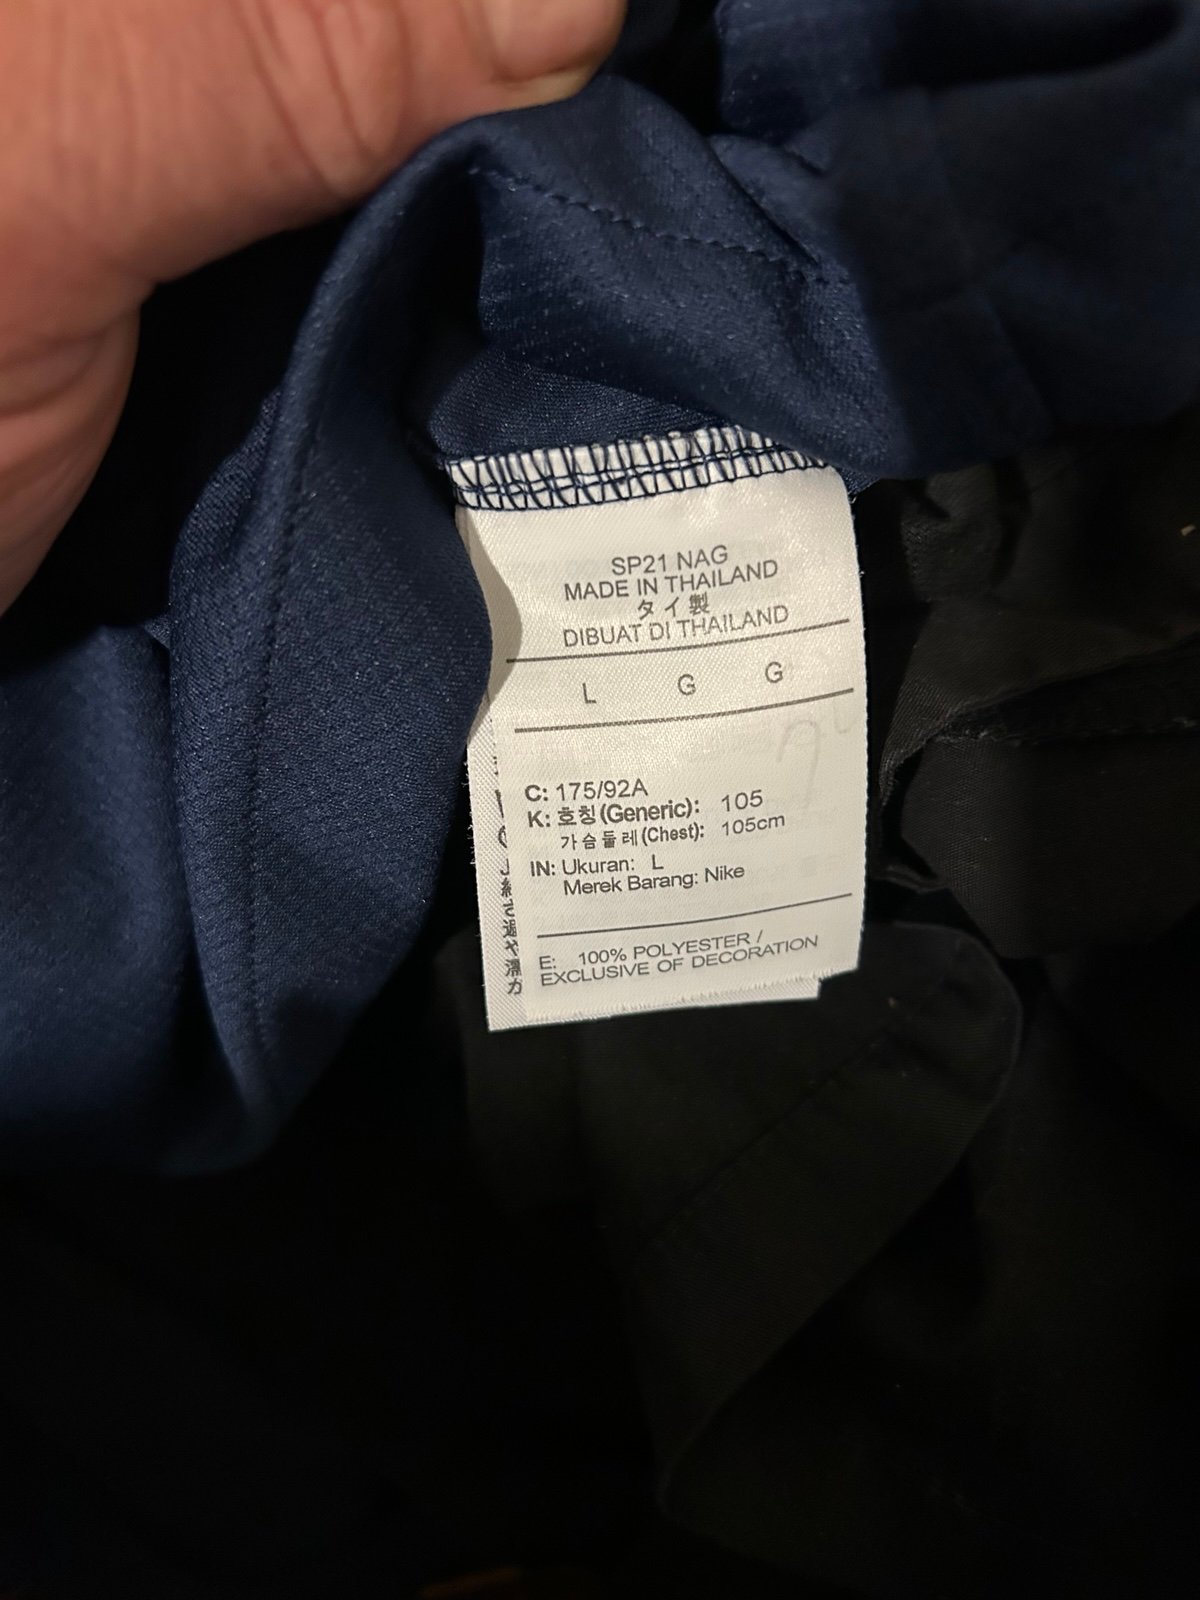 SP21 NAG
MADE IN THAILAND
タイ製
DIBUAT DI THAILAND
L G G
C: 175/92A
K: 호칭(Generic): 105
가슴둘레(Chest): 105cm
IN: Ukuran: L
Merek Barang: Nike
E: 100% POLYESTER /
EXCLUSIVE OF DECORATION